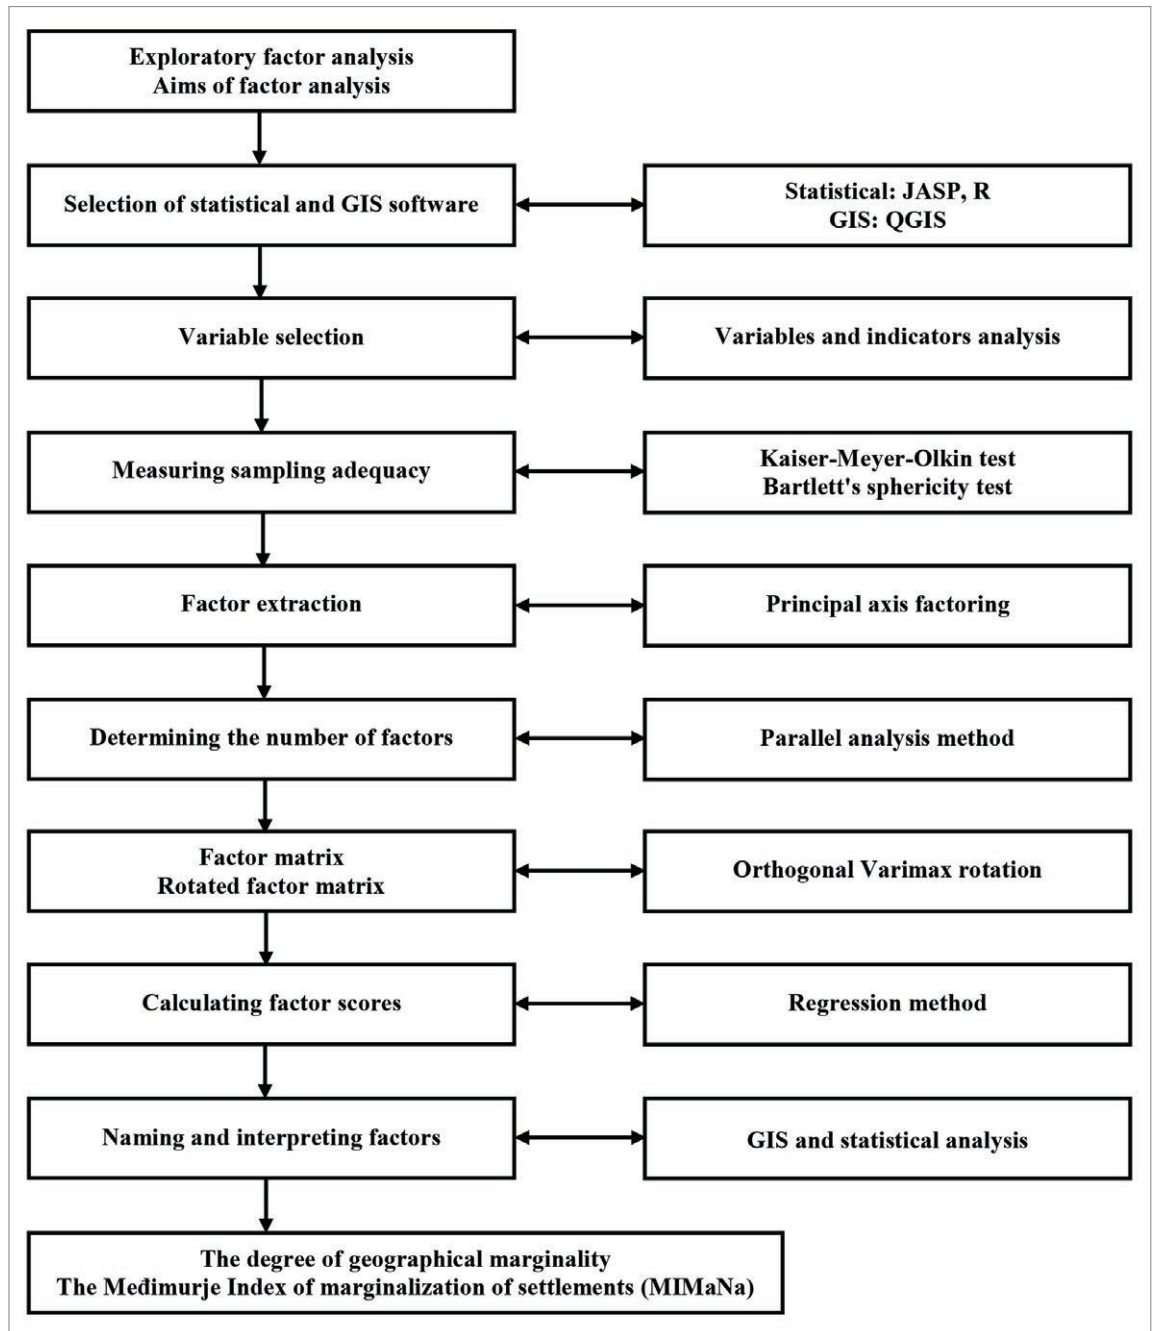 Exploratory factor analysis
Aims of factor analysis
Selection of statistical and GIS software
Statistical: JASP, R
GIS: QGIS
Variable selection
Variables and indicators analysis
Measuring sampling adequacy
Kaiser-Meyer-Olkin test
Bartlett's sphericity test
Factor extraction
Principal axis factoring
Determining the number of factors
Parallel analysis method
Factor matrix
Rotated factor matrix
Orthogonal Varimax rotation
Calculating factor scores
Regression method
Naming and interpreting factors
GIS and statistical analysis
The degree of geographical marginality
The Međimurje Index of marginalization of settlements (MIMaNa)